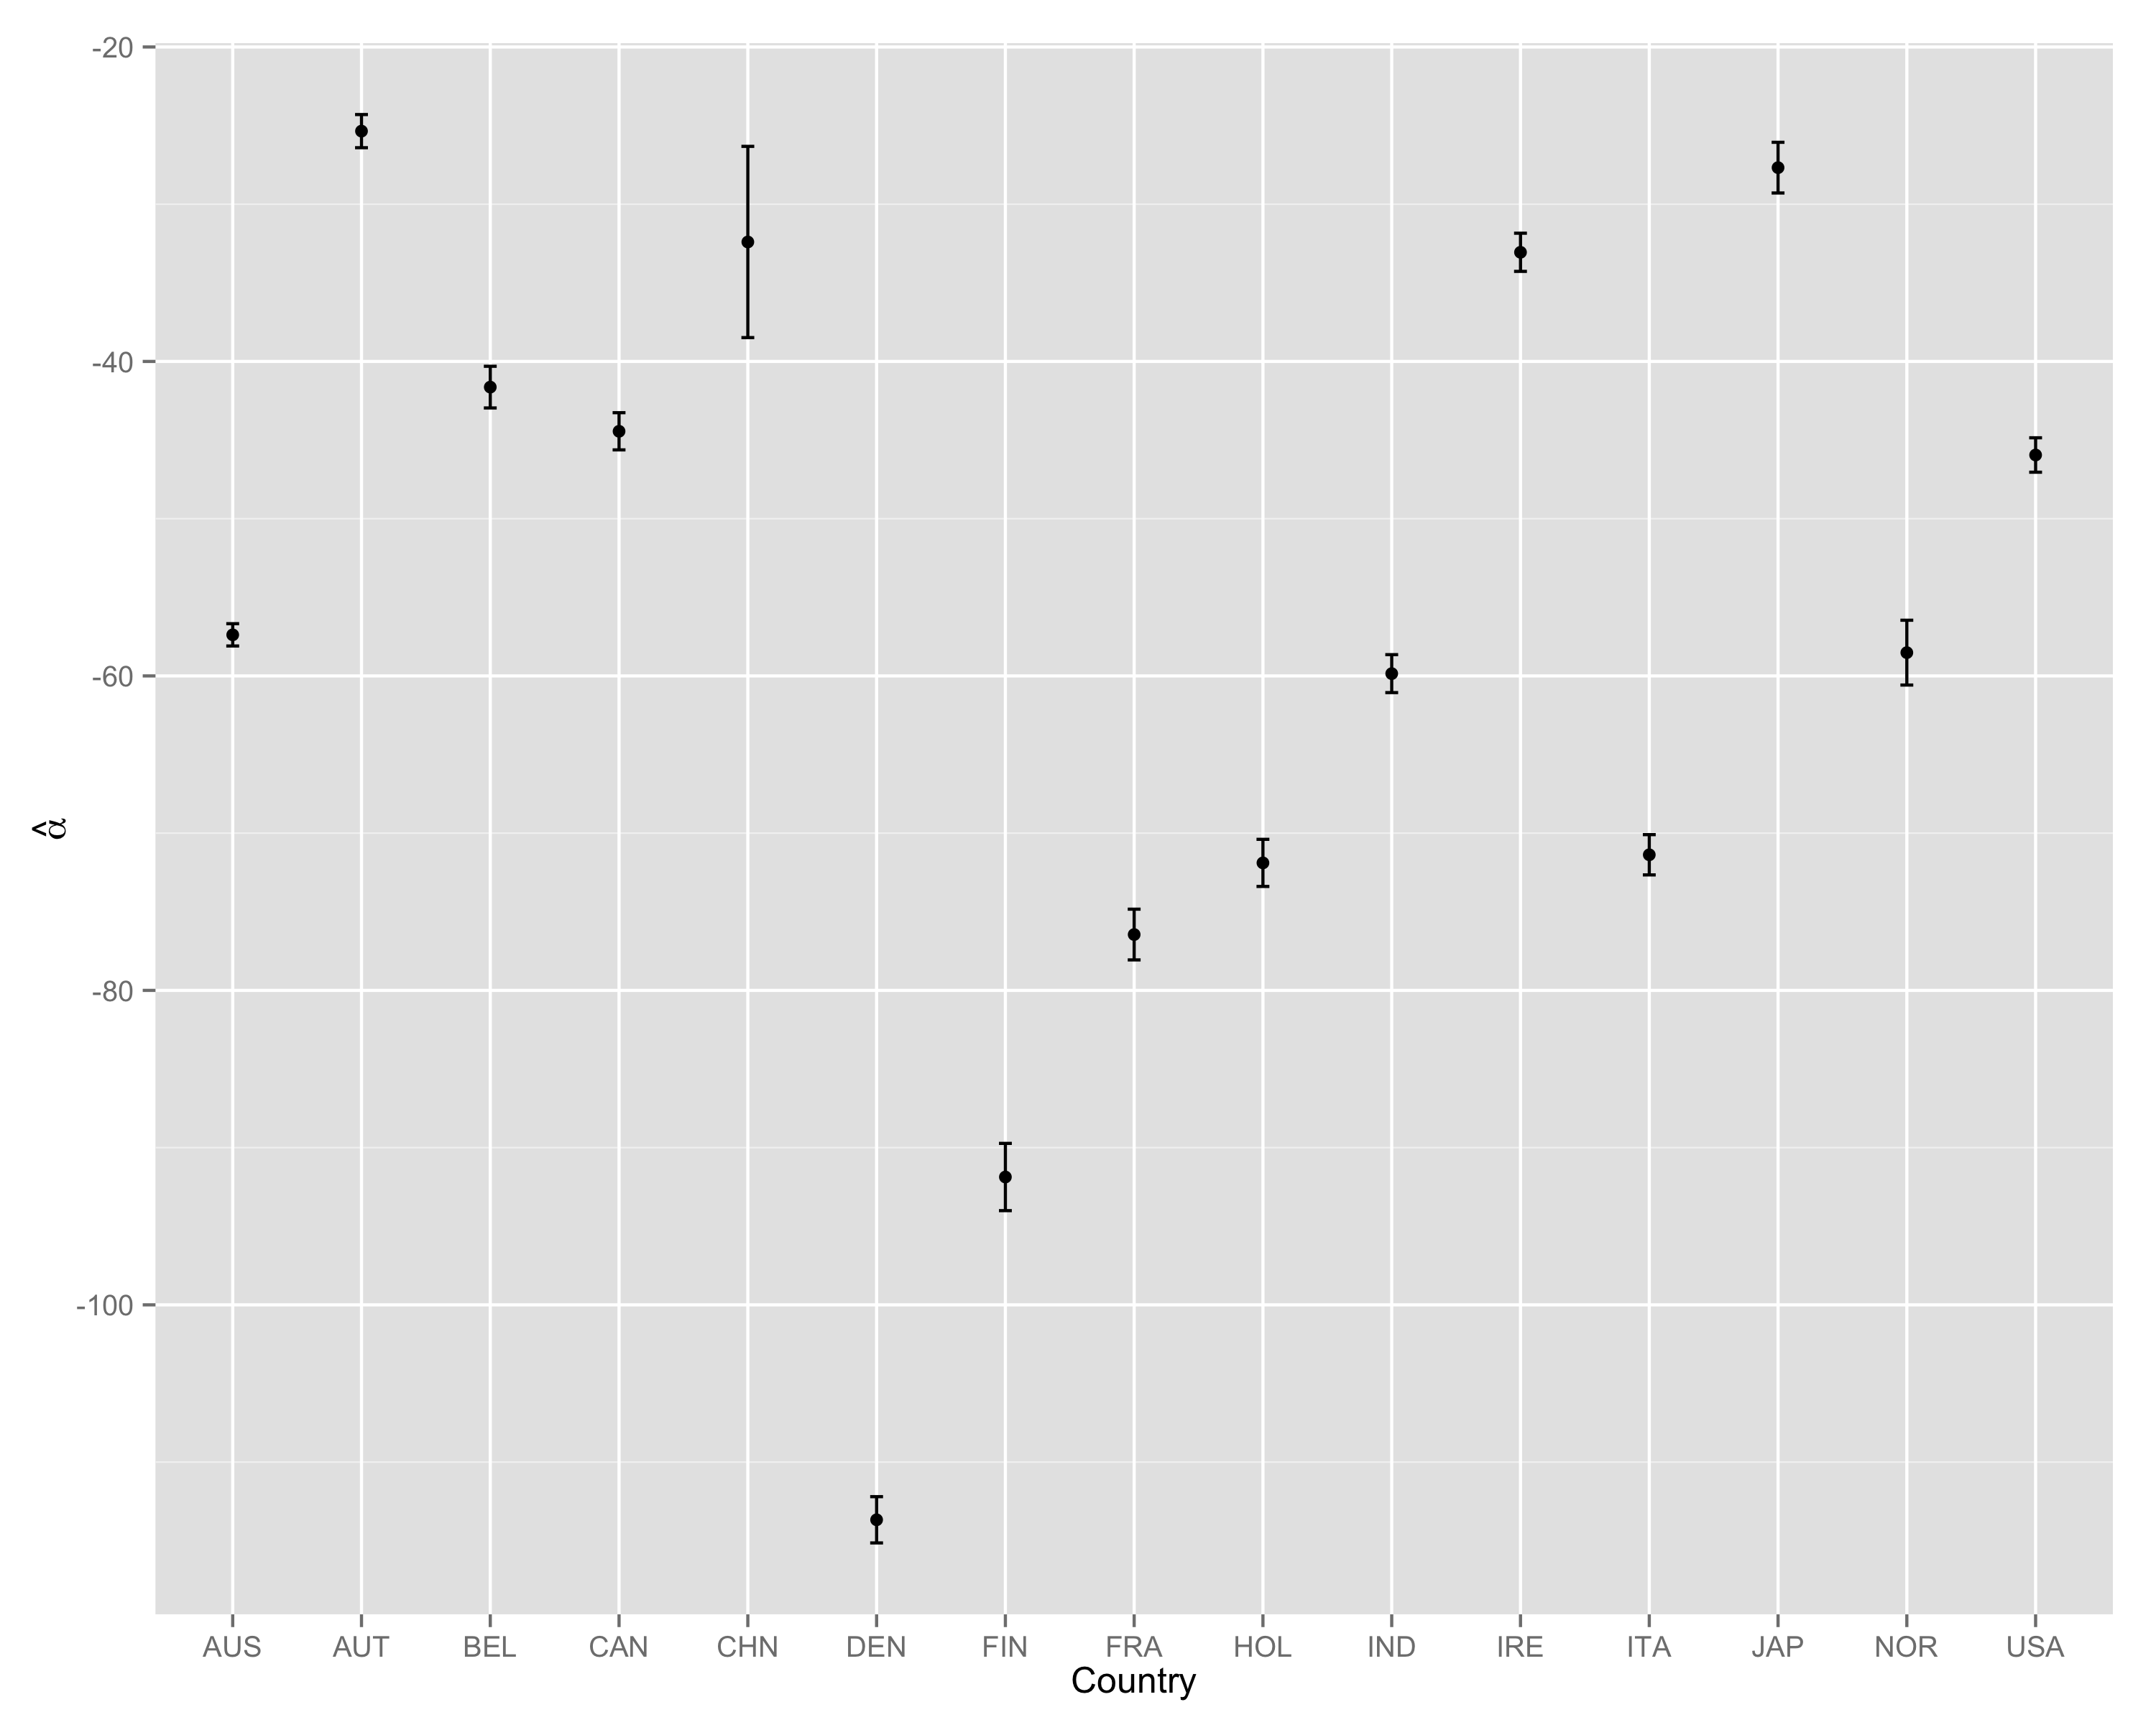 -20
-40
-60
-80
-100
α̂
AUS AUT BEL CAN CHN DEN FIN FRA HOL IND IRE ITA JAP NOR USA
Country